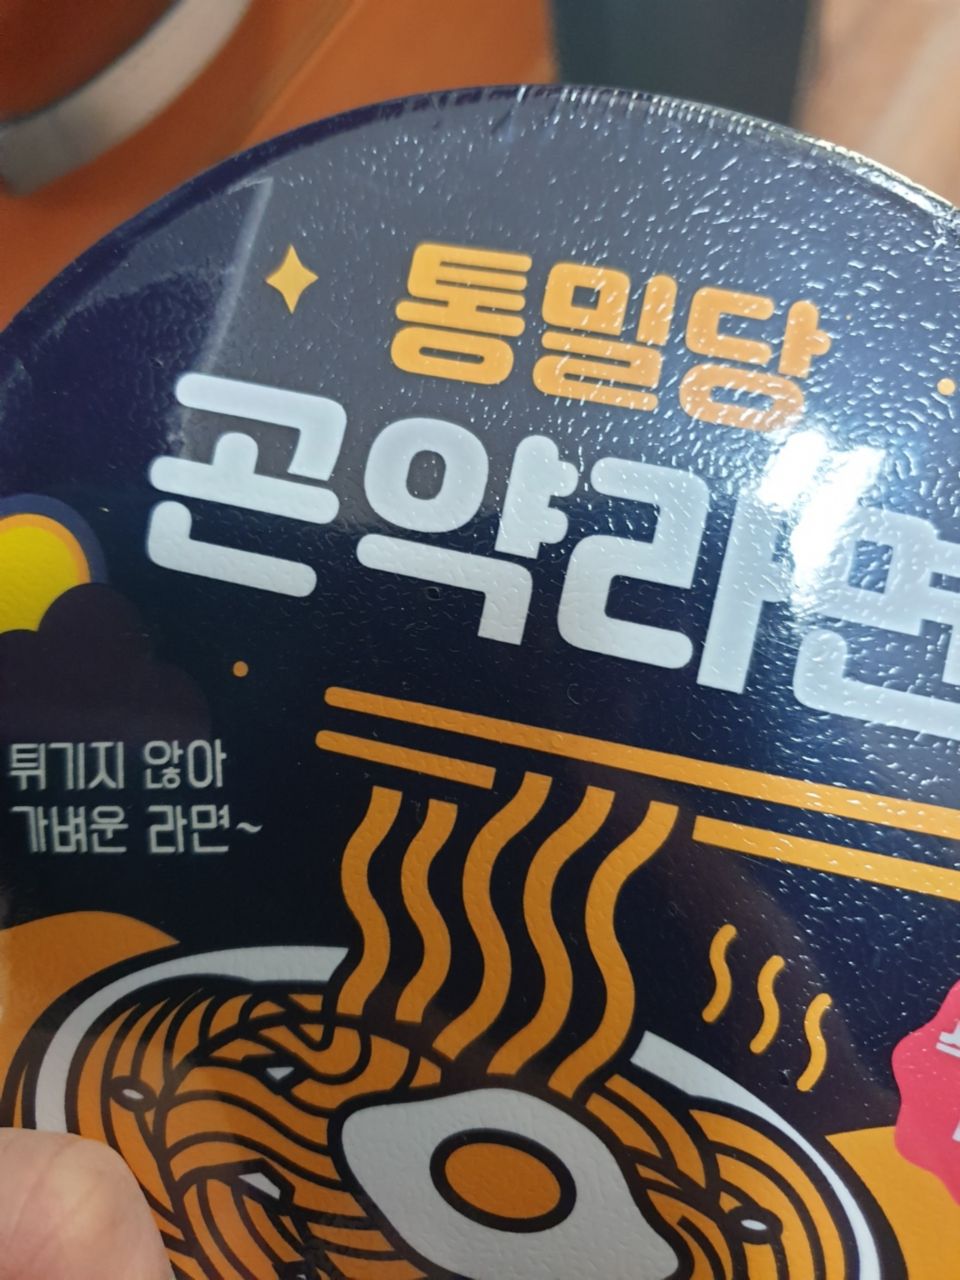 통밀당
곤약라면
튀기지 않아
가벼운 라면~